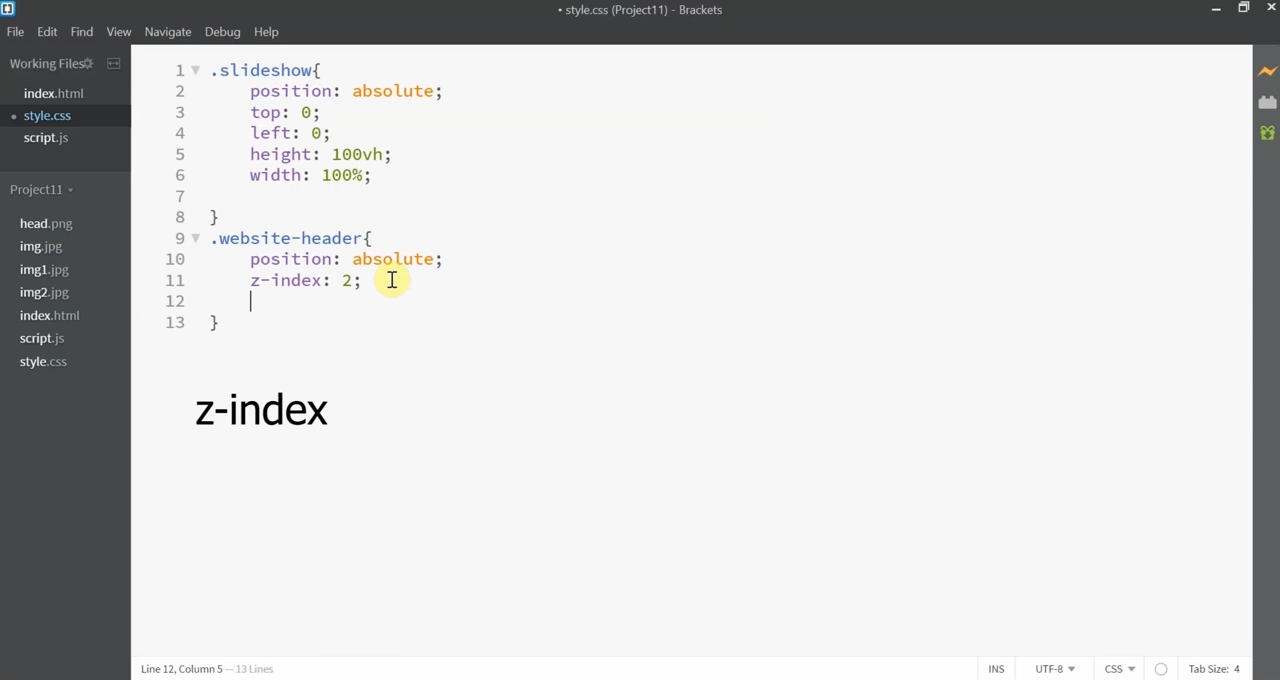 • style.css (Project11) - Brackets
File Edit Find View Navigate Debug Help
Working Files
index.html
• style.css
script.js
Project11
head.png
img.jpg
img1.jpg
img2.jpg
index.html
script.js
style.css
1 .slideshow{
2 position: absolute;
3 top: 0;
4 left: 0;
5 height: 100vh;
6 width: 100%;
7
8 }
9 .website-header{
10 position: absolute;
11 z-index: 2;
12
13 }
z-index
Line 12, Column 5 — 13 Lines
INS UTF-8 CSS Tab Size: 4